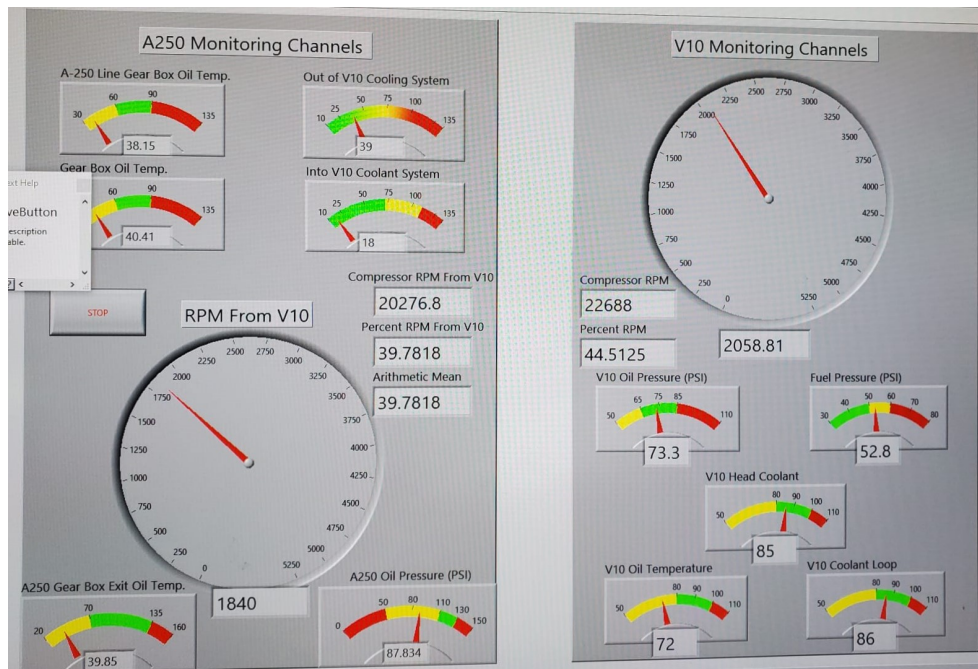 A250 Monitoring Channels
A-250 Line Gear Box Oil Temp.
30 60 90 135
38.15
Out of V10 Cooling System
10 25 50 75 100 135
39
Gear Box Oil Temp.
60 90 135
40.41
Into V10 Coolant System
10 25 50 75 100 135
18
ext Help
veButton
escription
able.
STOP
Compressor RPM From V10
20276.8
Percent RPM From V10
39.7818
Arithmetic Mean
39.7818
RPM From V10
0 250 500 750 1000 1250 1500 1750 2000 2250 2500 2750 3000 3250 3500 3750 4000 4250 4500 4750 5000 5250
1840
A250 Gear Box Exit Oil Temp.
20 70 135 160
39.85
A250 Oil Pressure (PSI)
0 50 80 110 130 150
87.834
V10 Monitoring Channels
0 250 500 750 1000 1500 1750 2000 2250 2500 2750 3000 3250 3500 3750 4000 4250 4500 4750 5000 5250
2058.81
Compressor RPM
22688
Percent RPM
44.5125
V10 Oil Pressure (PSI)
50 65 75 85 110
73.3
Fuel Pressure (PSI)
30 40 50 60 70 80
52.8
V10 Head Coolant
50 80 90 100 110
85
V10 Oil Temperature
50 80 90 100 110
72
V10 Coolant Loop
50 80 90 100 110
86